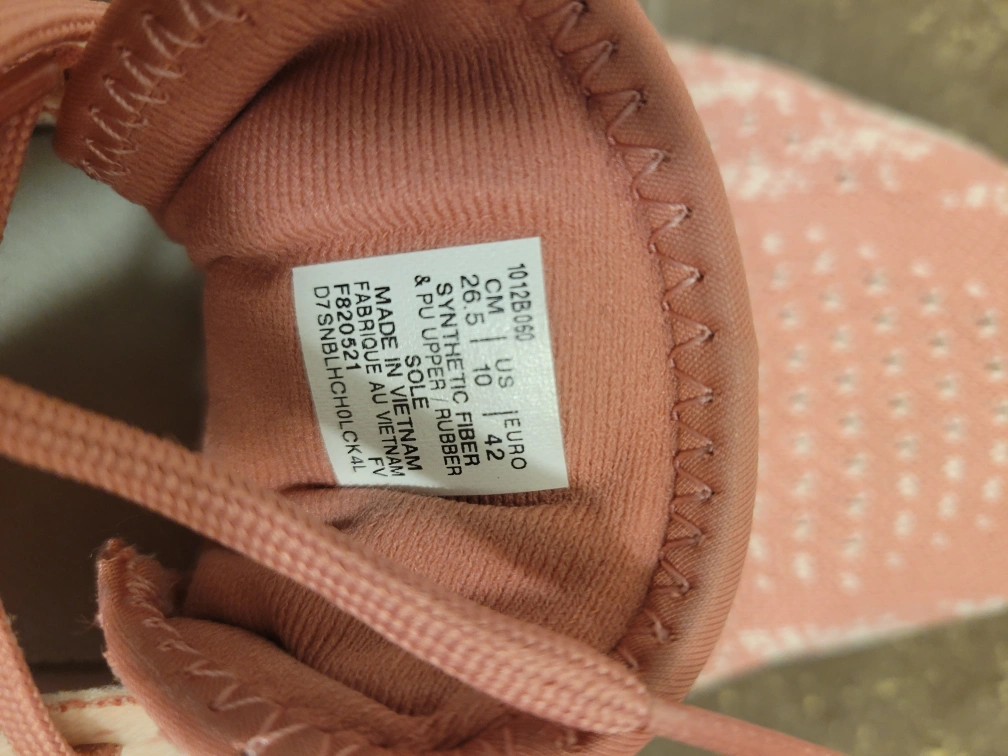 1012B060
CM | US | EURO
26.5 | 10 | 42
SYNTHETIC FIBER
& PU UPPER / RUBBER
SOLE
MADE IN VIETNAM
FABRIQUE AU VIETNAM
F820521 FV
D7SNBLHCH0LCK4L